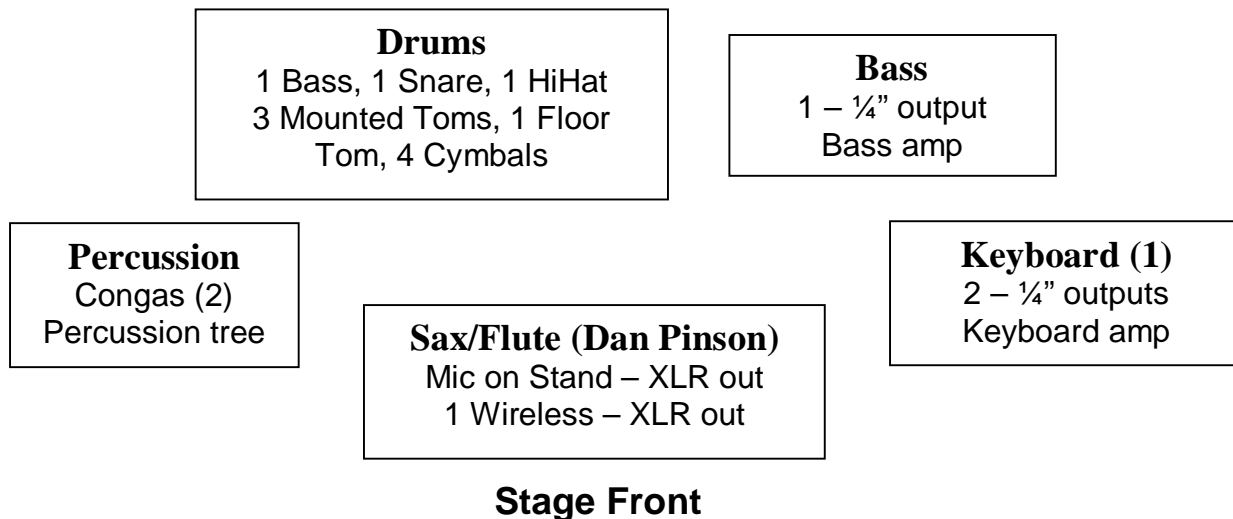 Drums
1 Bass, 1 Snare, 1 HiHat
3 Mounted Toms, 1 Floor
Tom, 4 Cymbals
Bass
1 – ¼” output
Bass amp
Percussion
Congas (2)
Percussion tree
Sax/Flute (Dan Pinson)
Mic on Stand – XLR out
1 Wireless – XLR out
Keyboard (1)
2 – ¼” outputs
Keyboard amp
Stage Front